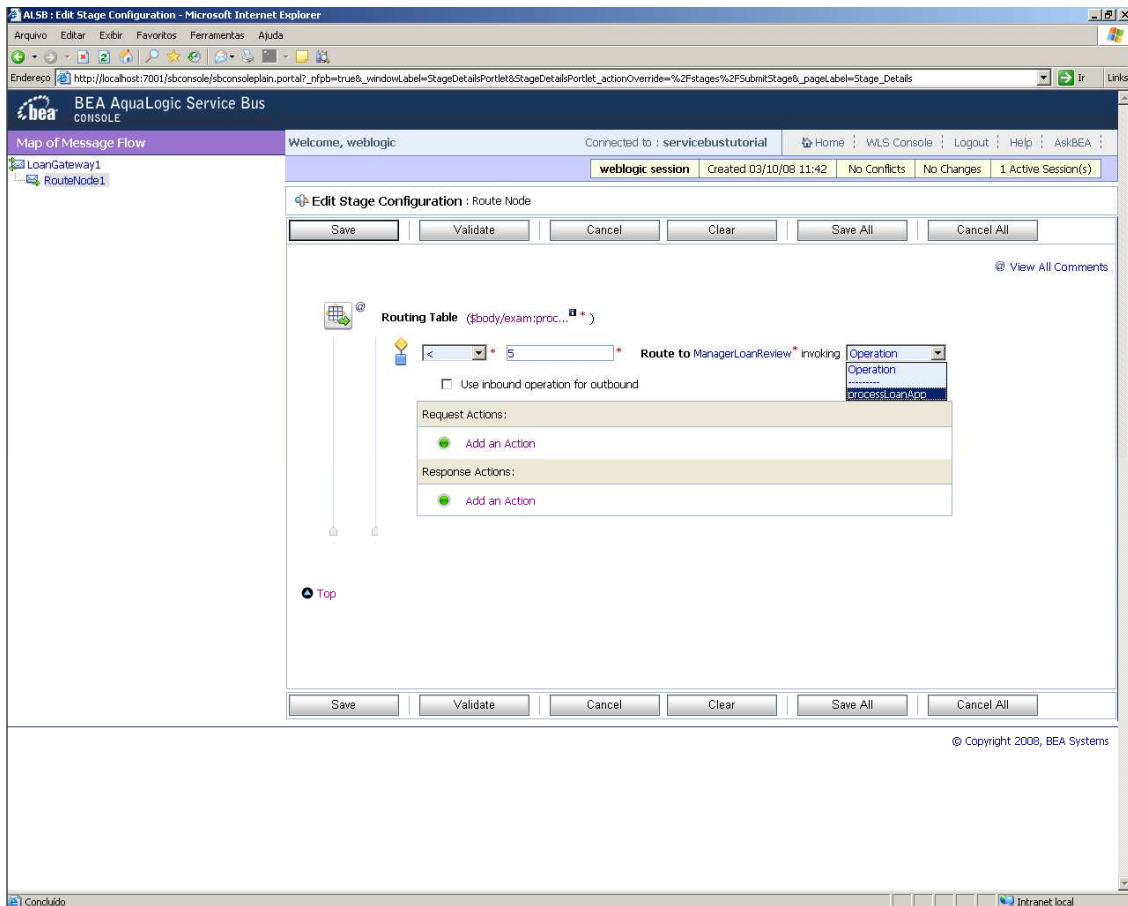 ALSB : Edit Stage Configuration - Microsoft Internet Explorer
Arquivo Editar Exibir Favoritos Ferramentas Ajuda
Endereço http://localhost:7001/sbconsole/sbconsoleplain.portal?_nfpb=true&_windowLabel=StageDetailsPortlet&StageDetailsPortlet_actionOverride=%2Fstages%2FSubmitStage&_pageLabel=Stage_Details Ir Links
bea BEA AquaLogic Service Bus
CONSOLE
Map of Message Flow
Welcome, weblogic Connected to : servicebustutorial Home WLS Console Logout Help AskBEA
LoanGateway1
weblogic session Created 03/10/08 11:42 No Conflicts No Changes 1 Active Session(s)
RouteNode1
Edit Stage Configuration : Route Node
Save Validate Cancel Clear Save All Cancel All
@ View All Comments
@
Routing Table ($body/exam:proc... * )
< * 5 * Route to ManagerLoanReview* invoking Operation
Operation
---------
processLoanApp
Use inbound operation for outbound
Request Actions:
Add an Action
Response Actions:
Add an Action
Top
Save Validate Cancel Clear Save All Cancel All
© Copyright 2008, BEA Systems
Concluído Intranet local